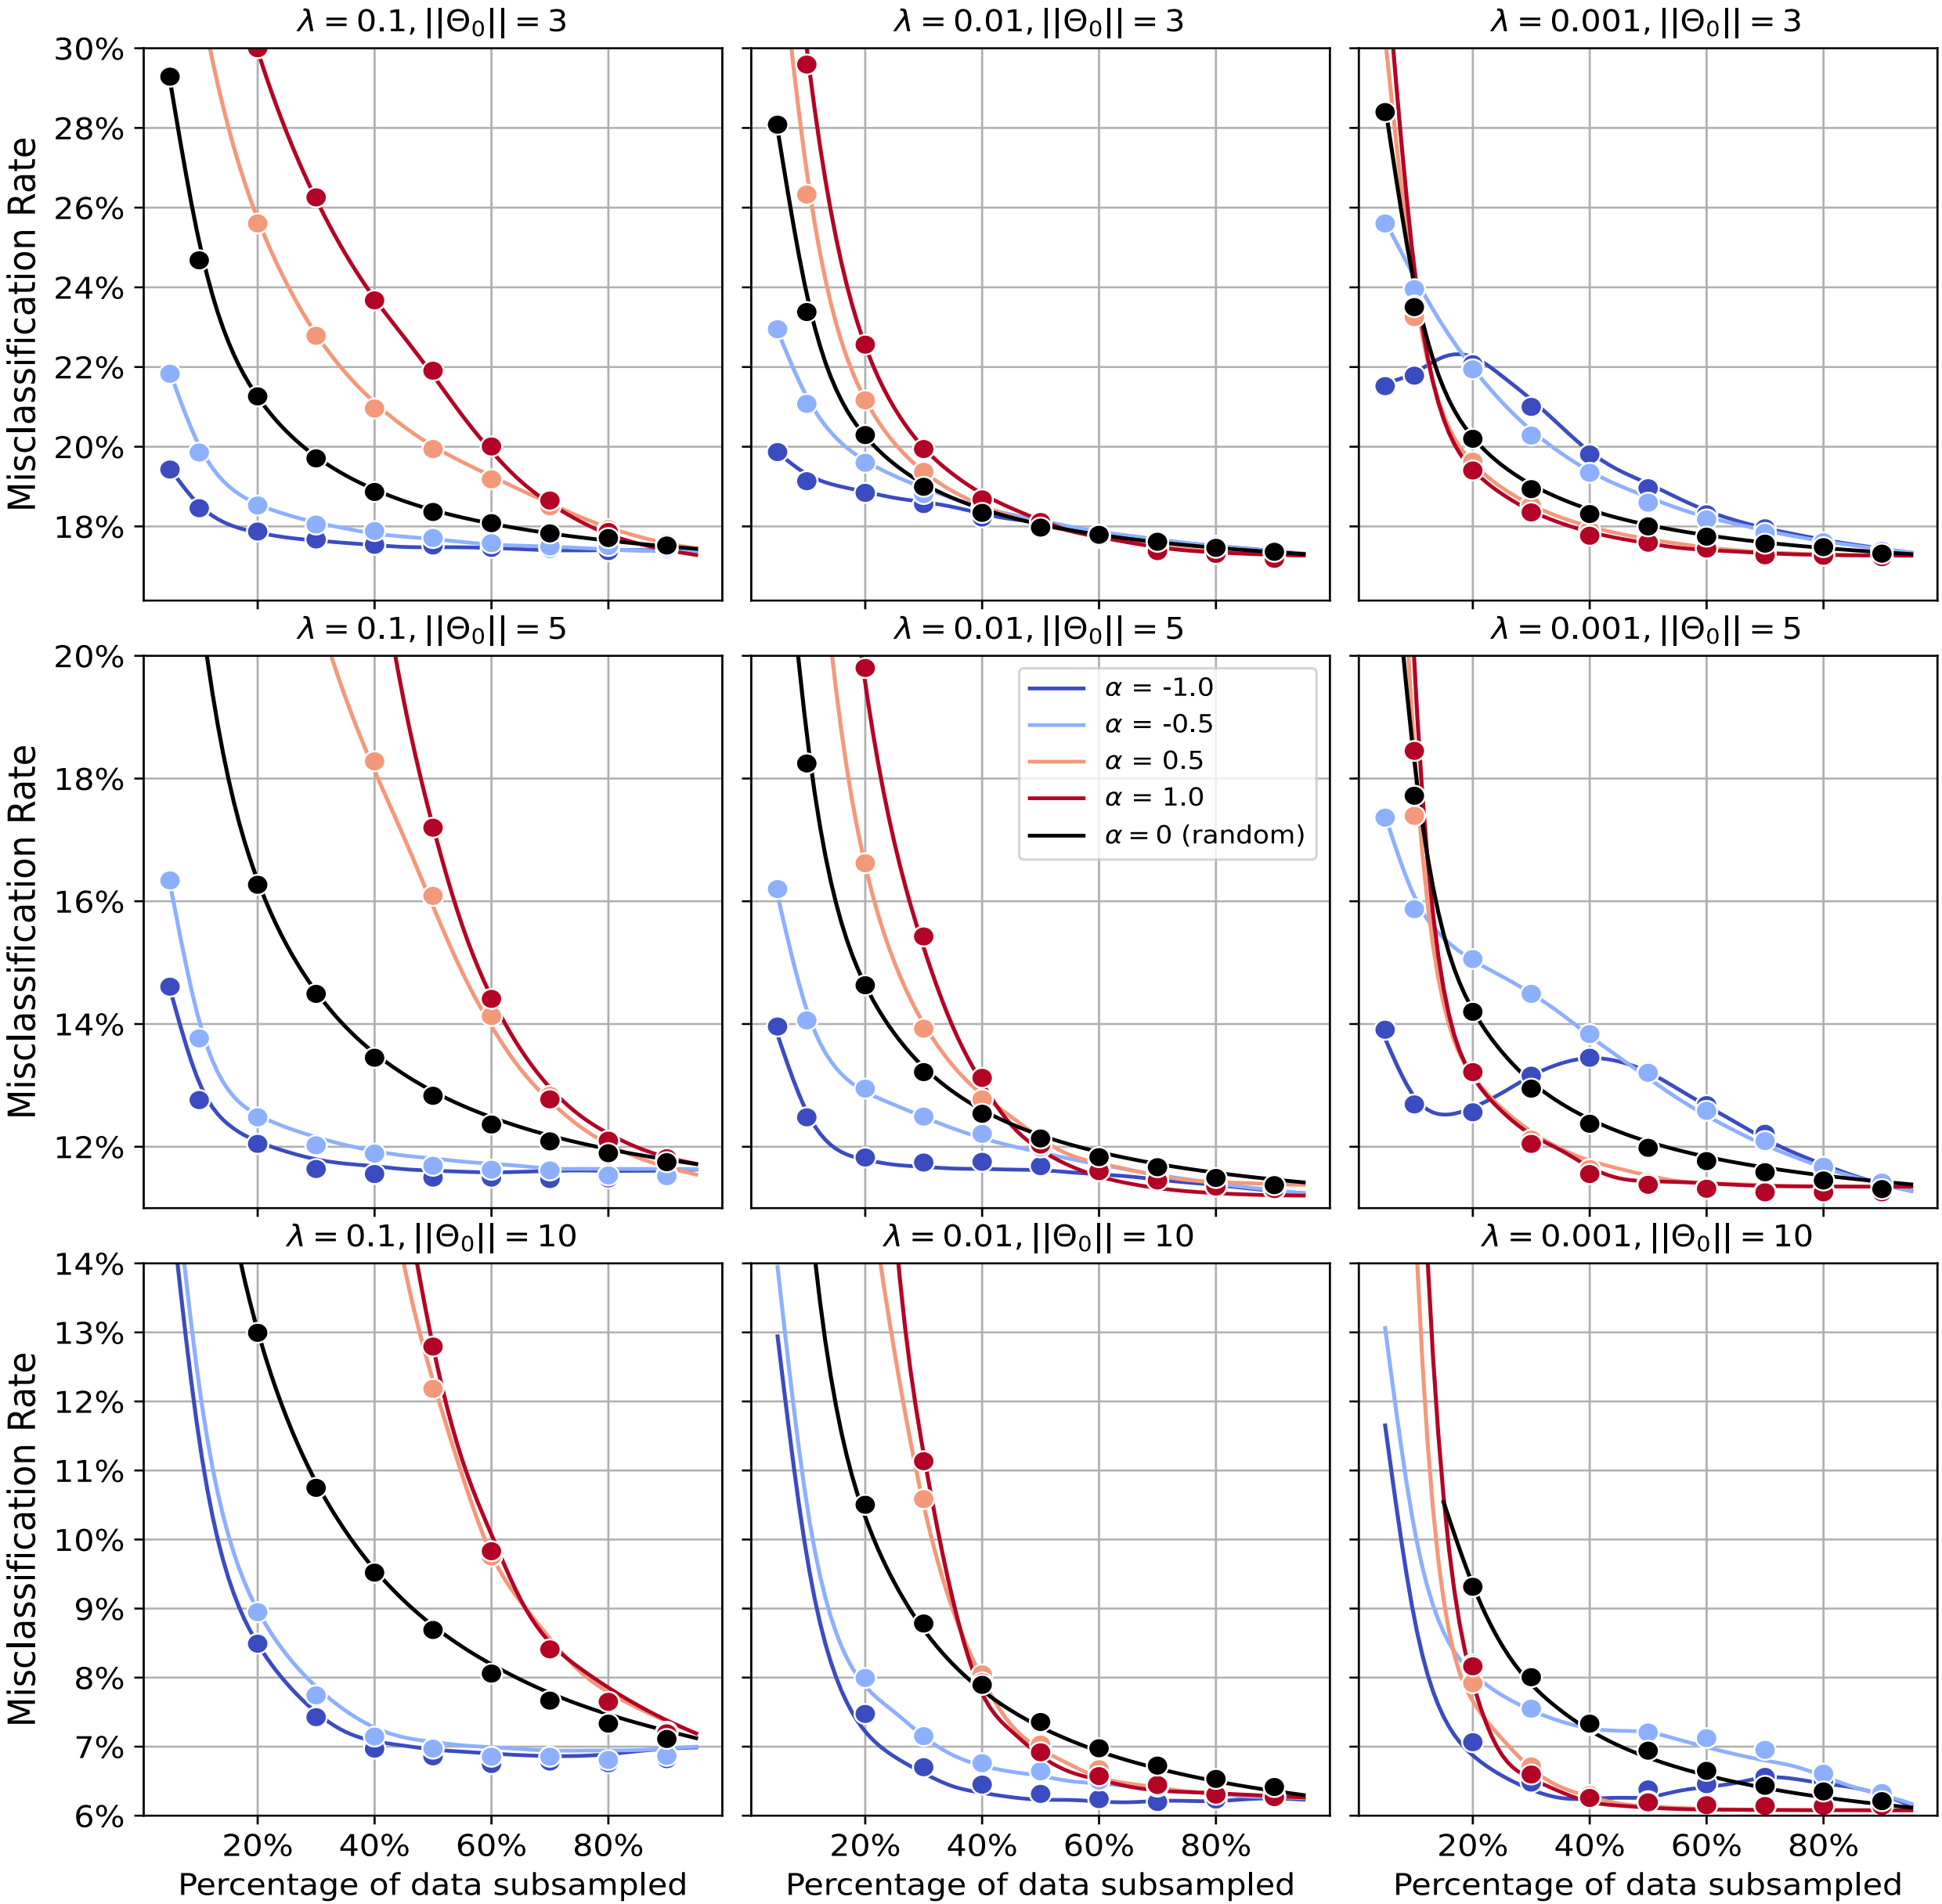 λ = 0.1, ||Θ₀|| = 3
λ = 0.01, ||Θ₀|| = 3
λ = 0.001, ||Θ₀|| = 3
Misclassification Rate
30%
28%
26%
24%
22%
20%
18%
λ = 0.1, ||Θ₀|| = 5
λ = 0.01, ||Θ₀|| = 5
λ = 0.001, ||Θ₀|| = 5
Misclassification Rate
20%
18%
16%
14%
12%
α = -1.0
α = -0.5
α = 0.5
α = 1.0
α = 0 (random)
λ = 0.1, ||Θ₀|| = 10
λ = 0.01, ||Θ₀|| = 10
λ = 0.001, ||Θ₀|| = 10
Misclassification Rate
14%
13%
12%
11%
10%
9%
8%
7%
6%
20% 40% 60% 80%
20% 40% 60% 80%
20% 40% 60% 80%
Percentage of data subsampled
Percentage of data subsampled
Percentage of data subsampled